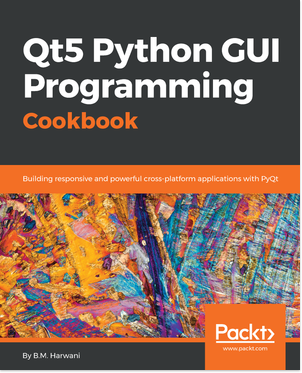 Qt5 Python GUI
Programming
Cookbook
Building responsive and powerful cross-platform applications with PyQt
Packt>
www.packt.com
By B.M. Harwani